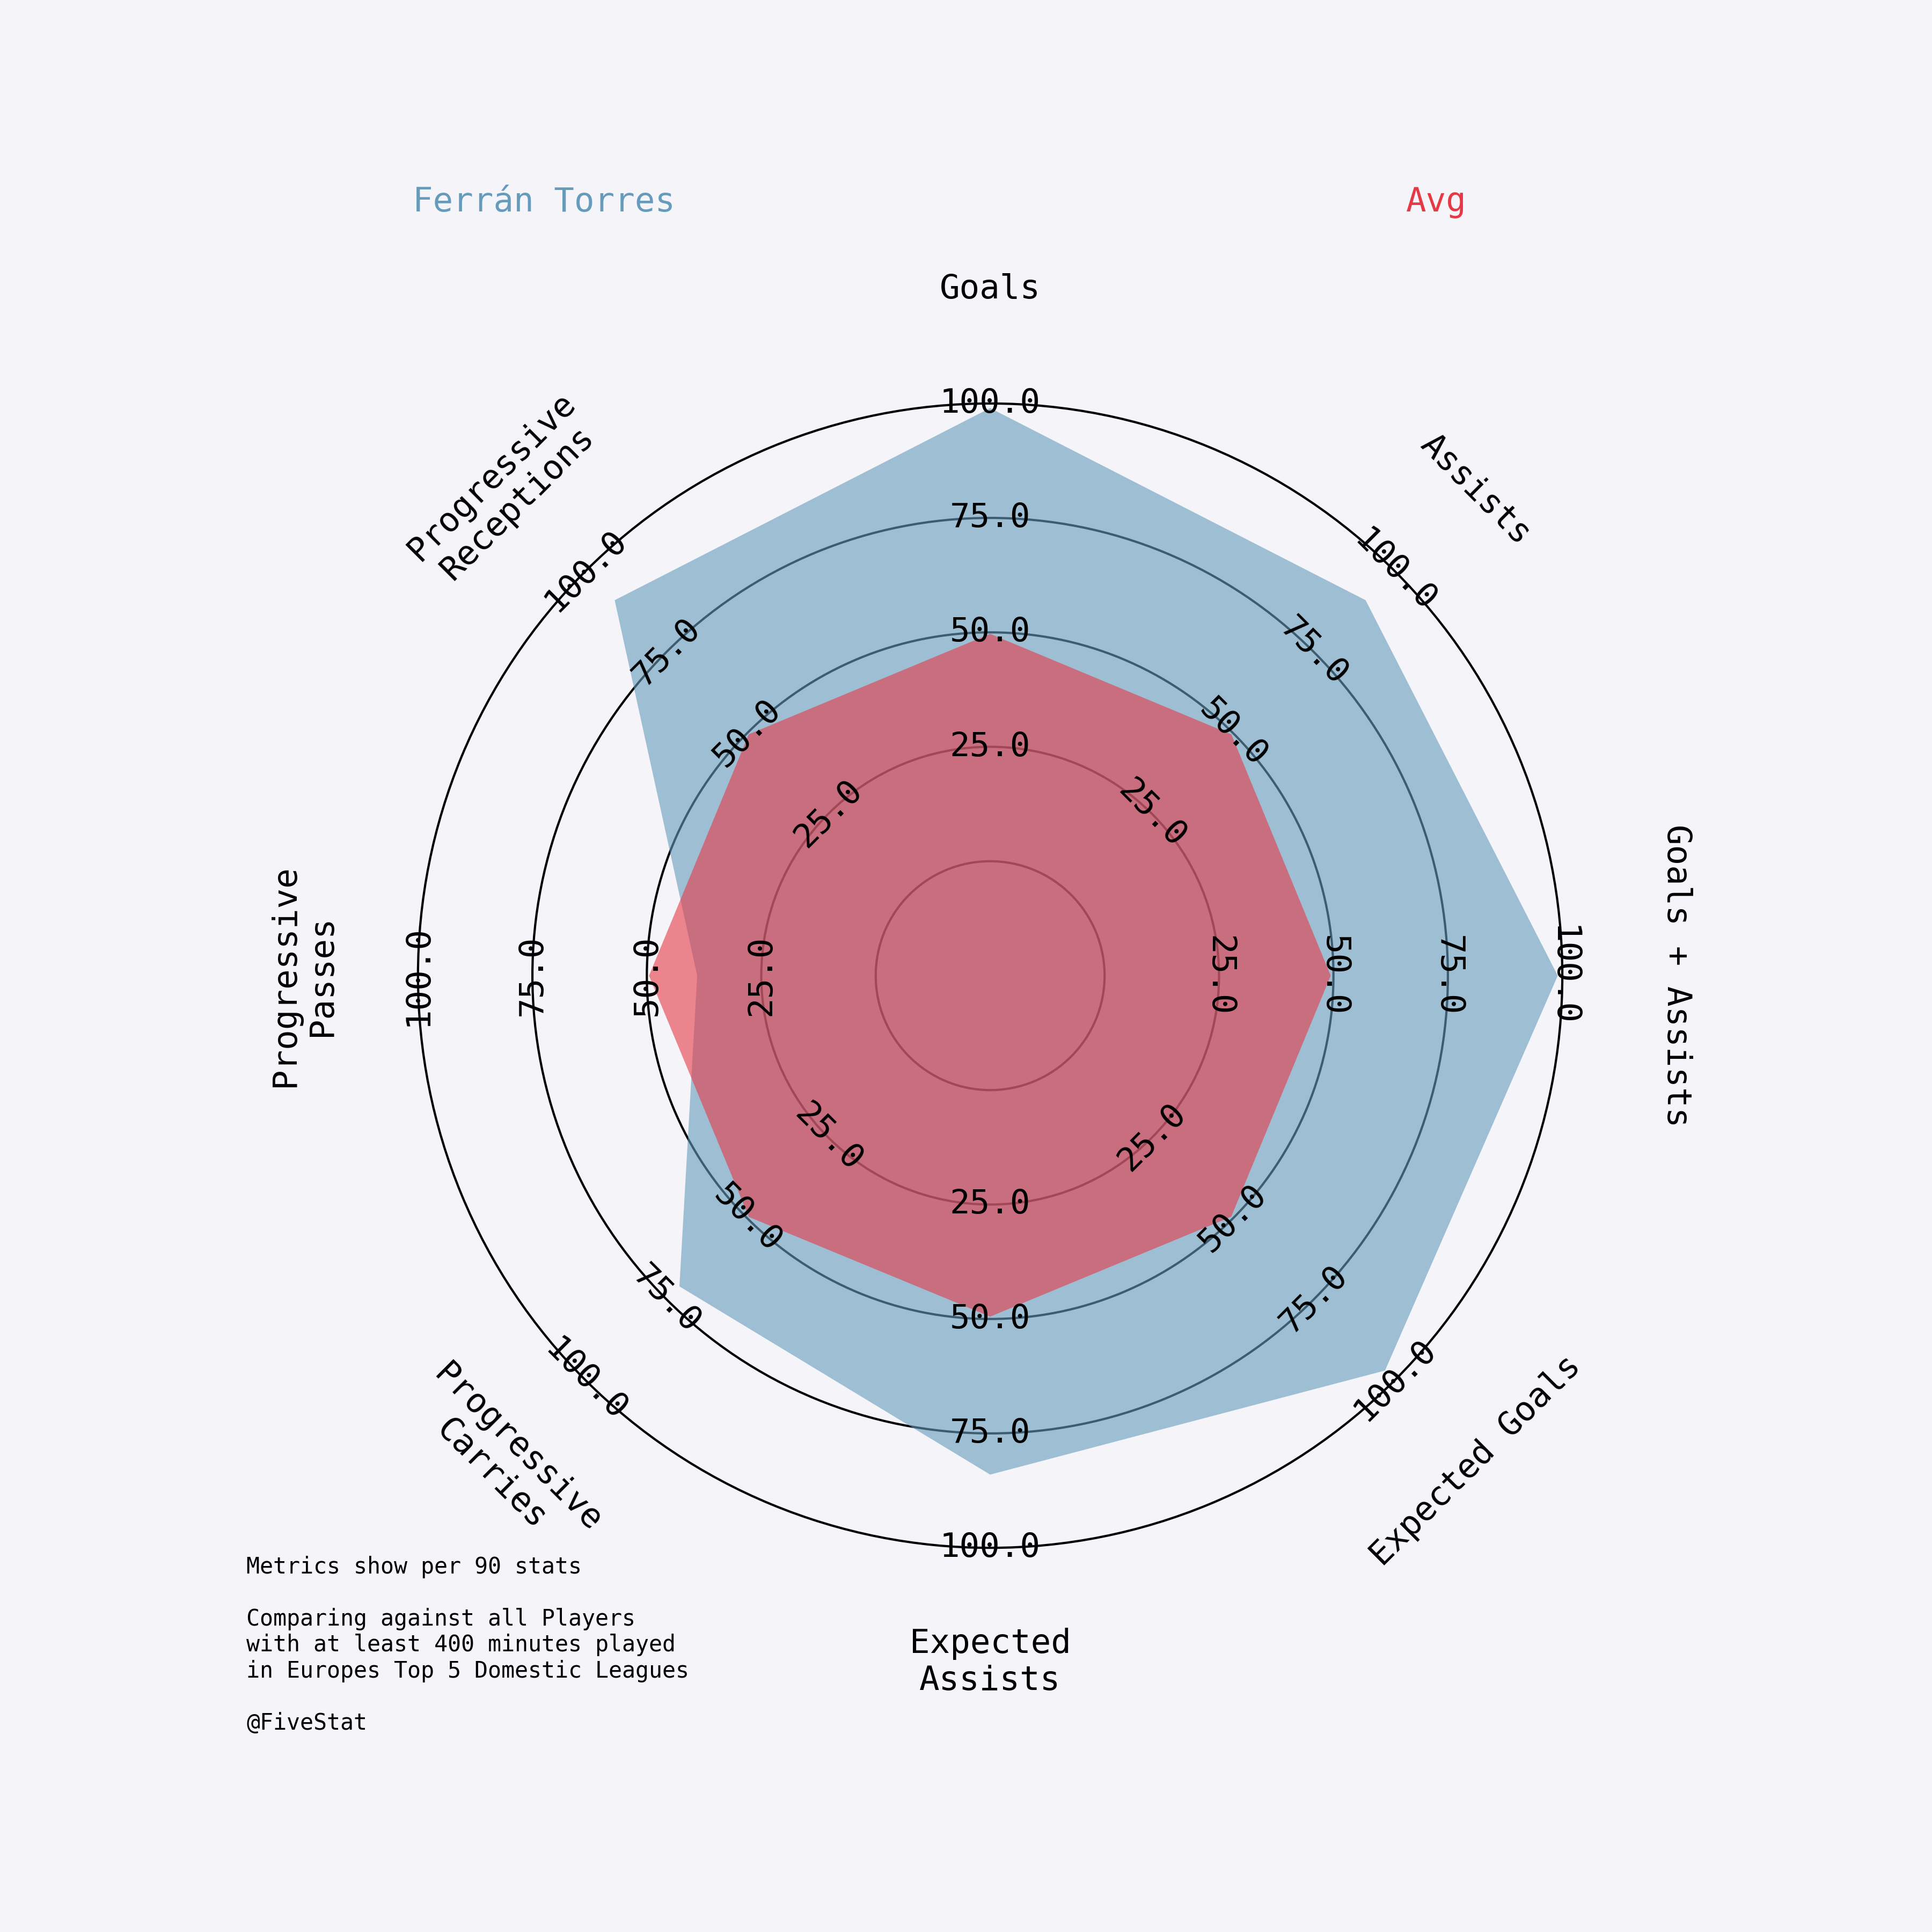 Ferrán Torres
Avg
Goals
Assists
Goals + Assists
Expected Goals
Expected
Assists
Progressive
Carries
Progressive
Passes
Progressive
Receptions
25.0
50.0
75.0
100.0
25.0
50.0
75.0
100.0
25.0
50.0
75.0
100.0
25.0
50.0
75.0
100.0
25.0
50.0
75.0
100.0
25.0
50.0
75.0
100.0
25.0
50.0
75.0
100.0
25.0
50.0
75.0
100.0
Metrics show per 90 stats
Comparing against all Players
with at least 400 minutes played
in Europes Top 5 Domestic Leagues
@FiveStat